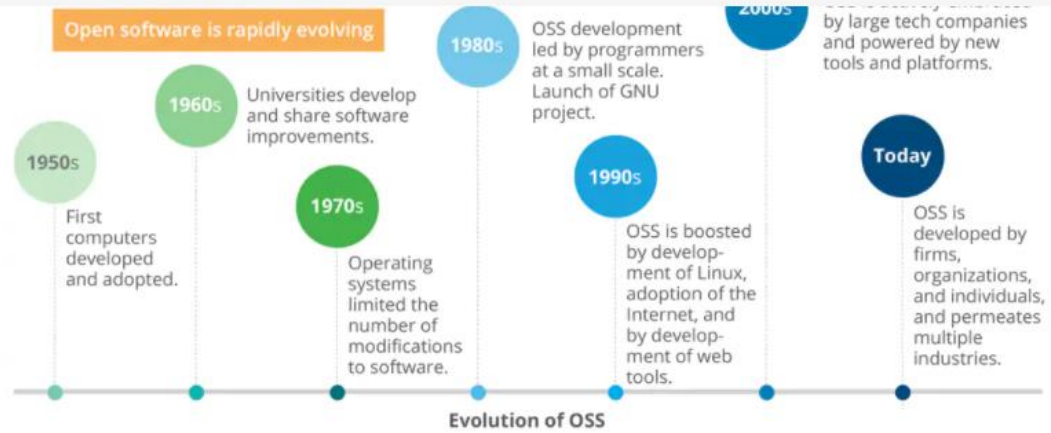 Open software is rapidly evolving
1950s
First
computers
developed
and adopted.
1960s
Universities develop
and share software
improvements.
1970s
Operating
systems
limited the
number of
modifications
to software.
1980s
OSS development
led by programmers
at a small scale.
Launch of GNU
project.
1990s
OSS is boosted
by develop-
ment of Linux,
adoption of the
Internet, and
by develop-
ment of web
tools.
2000s
by large tech companies
and powered by new
tools and platforms.
Today
OSS is
developed by
firms,
organizations,
and individuals,
and permeates
multiple
industries.
Evolution of OSS